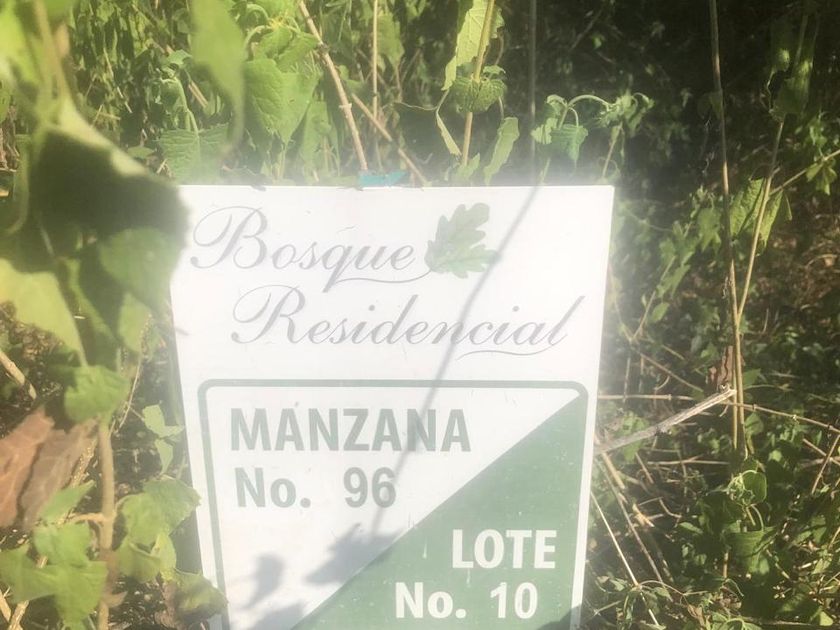 Bosque
Residencial
MANZANA
No. 96
LOTE
No. 10